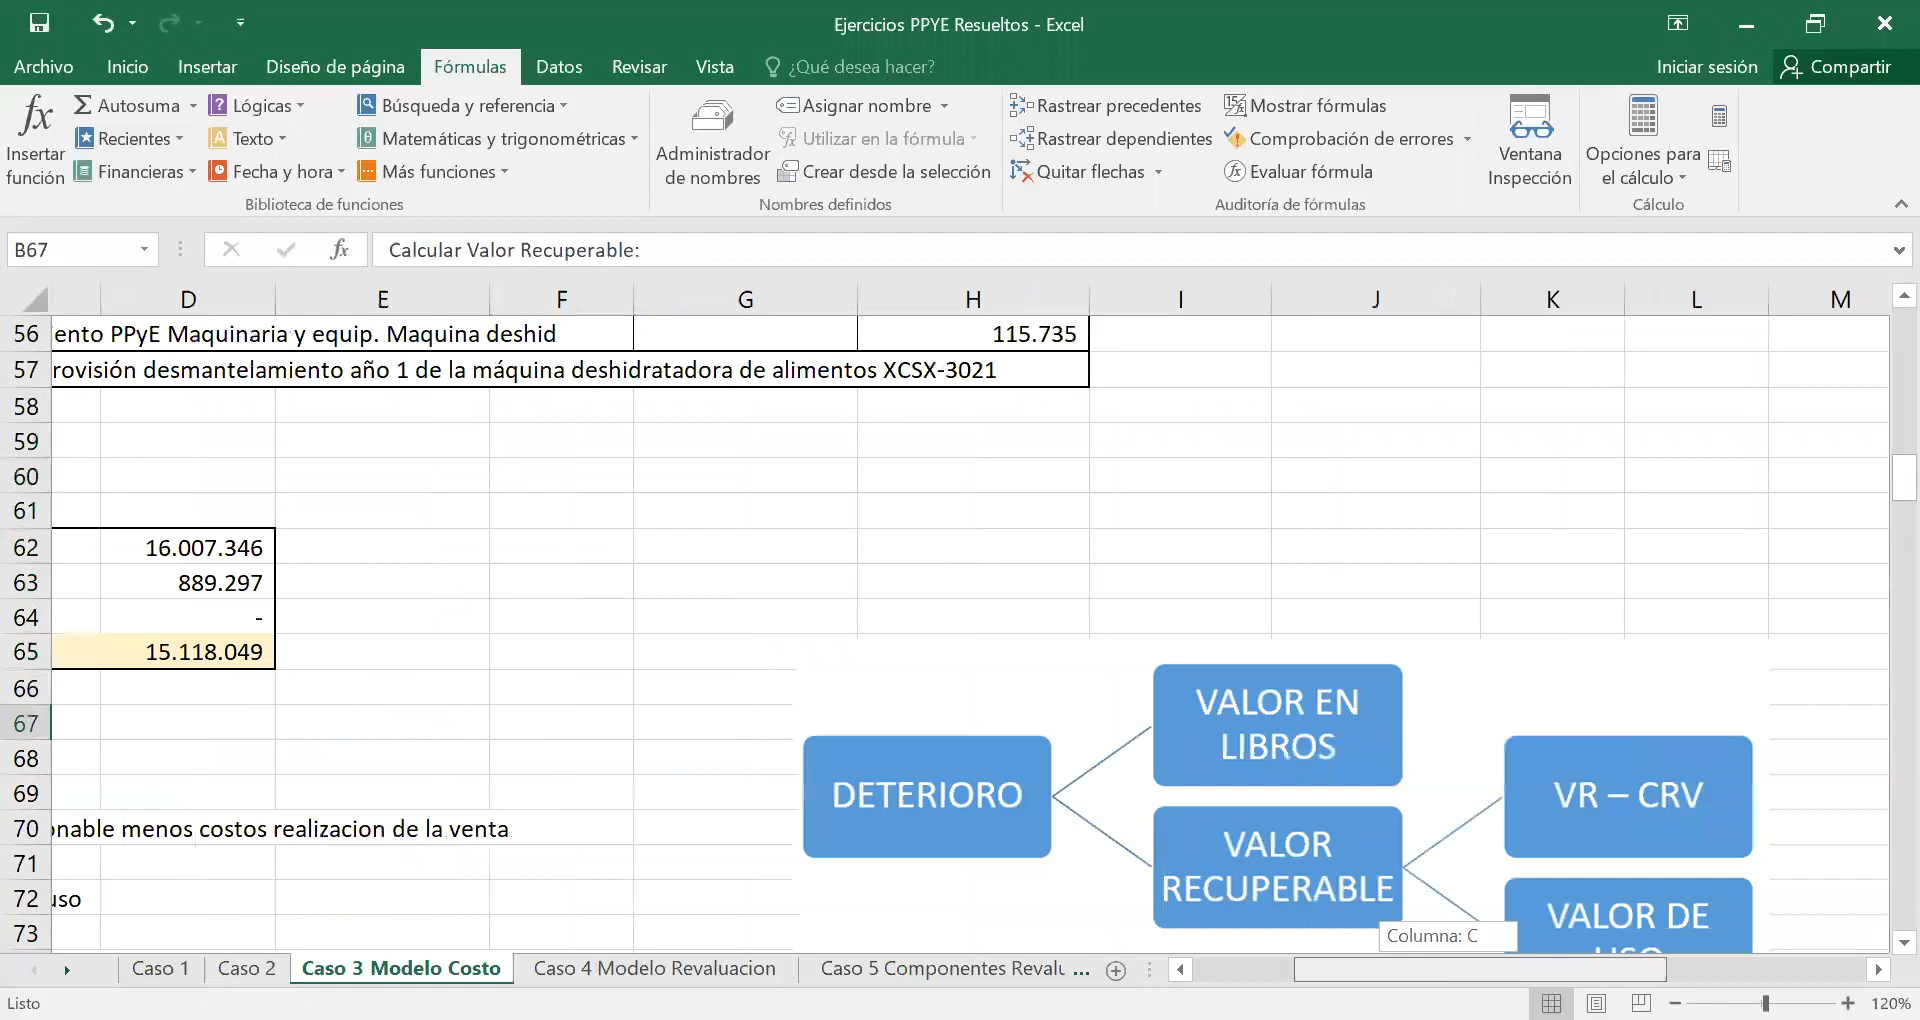 Ejercicios PPYE Resueltos - Excel
Archivo Inicio Insertar Diseño de página Fórmulas Datos Revisar Vista ¿Qué desea hacer? Iniciar sesión Compartir
fx Insertar función
Autosuma
Recientes
Financieras
Lógicas
Texto
Fecha y hora
Búsqueda y referencia
Matemáticas y trigonométricas
Más funciones
Biblioteca de funciones
Administrador de nombres
Asignar nombre
Utilizar en la fórmula
Crear desde la selección
Nombres definidos
Rastrear precedentes
Rastrear dependientes
Quitar flechas
Mostrar fórmulas
Comprobación de errores
Evaluar fórmula
Auditoría de fórmulas
Ventana Inspección
Opciones para el cálculo
Cálculo
B67 fx Calcular Valor Recuperable:
D E F G H I J K L M
56 ento PPyE Maquinaria y equip. Maquina deshid 115.735
57 rovisión desmantelamiento año 1 de la máquina deshidratadora de alimentos XCSX-3021
58
59
60
61
62 16.007.346
63 889.297
64 -
65 15.118.049
66
67
68
69
70 onable menos costos realizacion de la venta
71
72 uso
73
DETERIORO
VALOR EN
LIBROS
VALOR
RECUPERABLE
VR – CRV
VALOR DE
USO
Columna: C
Caso 1 Caso 2 Caso 3 Modelo Costo Caso 4 Modelo Revaluacion Caso 5 Componentes Revalu ...
Listo 120%